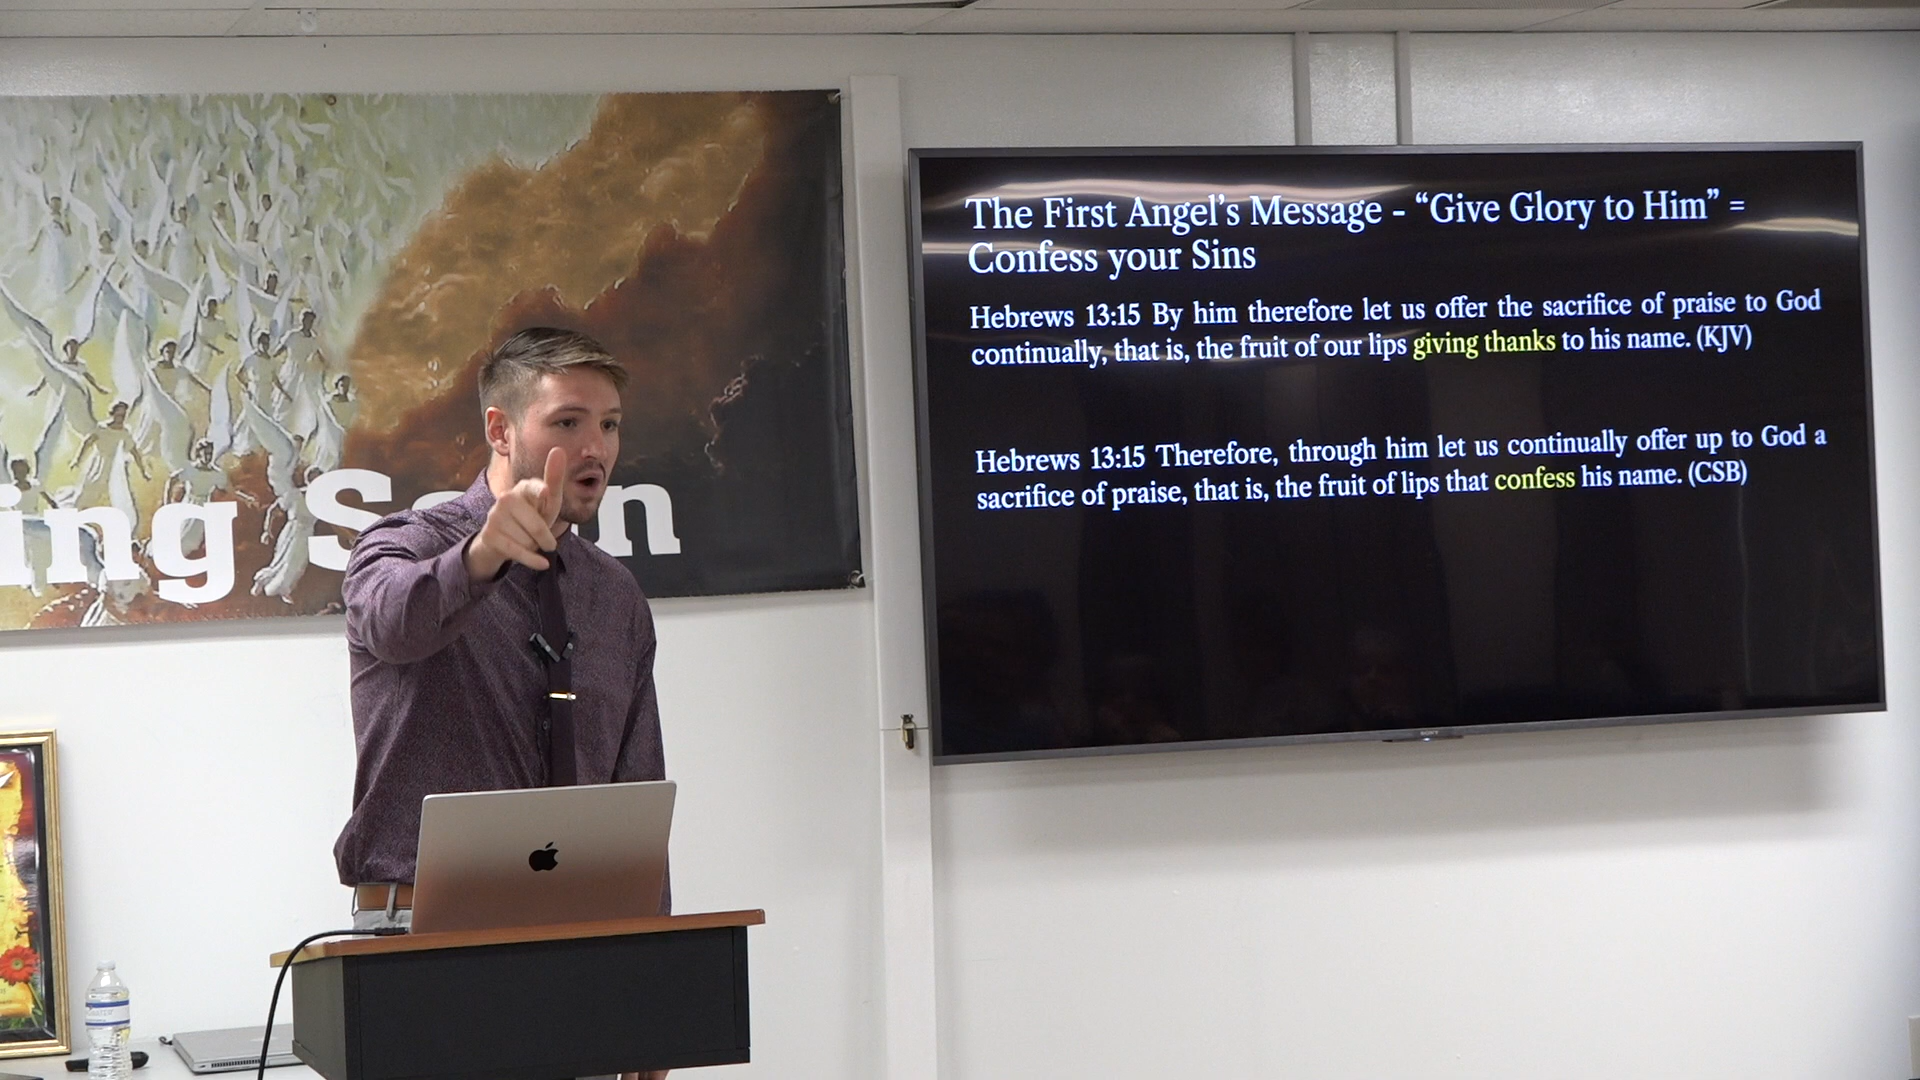 The First Angel's Message - “Give Glory to Him” =
Confess your Sins
Hebrews 13:15 By him therefore let us offer the sacrifice of praise to God
continually, that is, the fruit of our lips giving thanks to his name. (KJV)
Hebrews 13:15 Therefore, through him let us continually offer up to God a
sacrifice of praise, that is, the fruit of lips that confess his name. (CSB)
SONY
ing S n